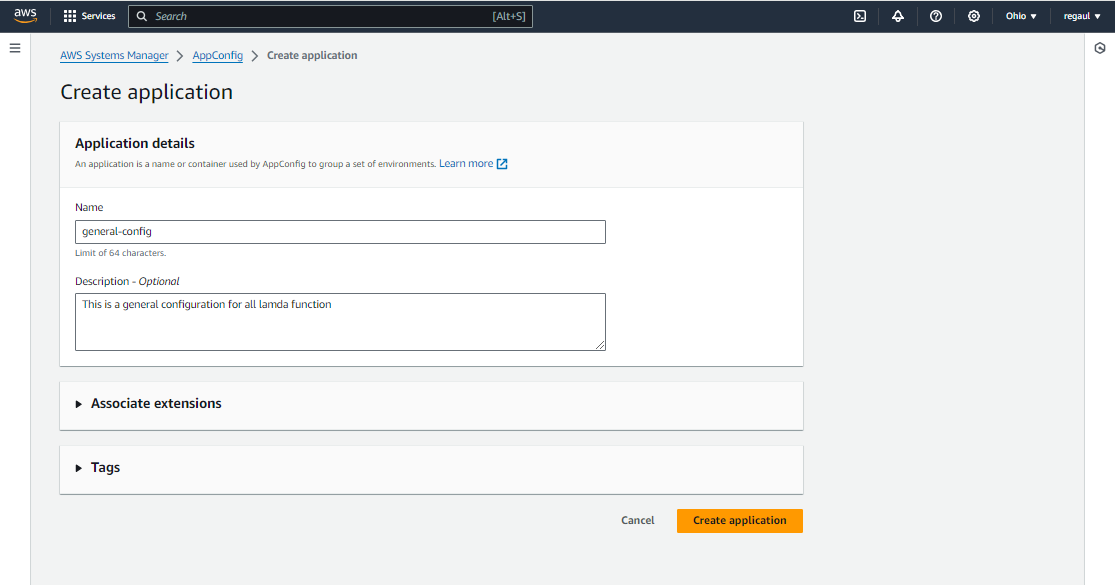 aws Services Search [Alt+S] Ohio regaul
AWS Systems Manager AppConfig Create application
Create application
Application details
An application is a name or container used by AppConfig to group a set of environments. Learn more
Name
general-config
Limit of 64 characters.
Description - Optional
This is a general configuration for all lamda function
Associate extensions
Tags
Cancel Create application